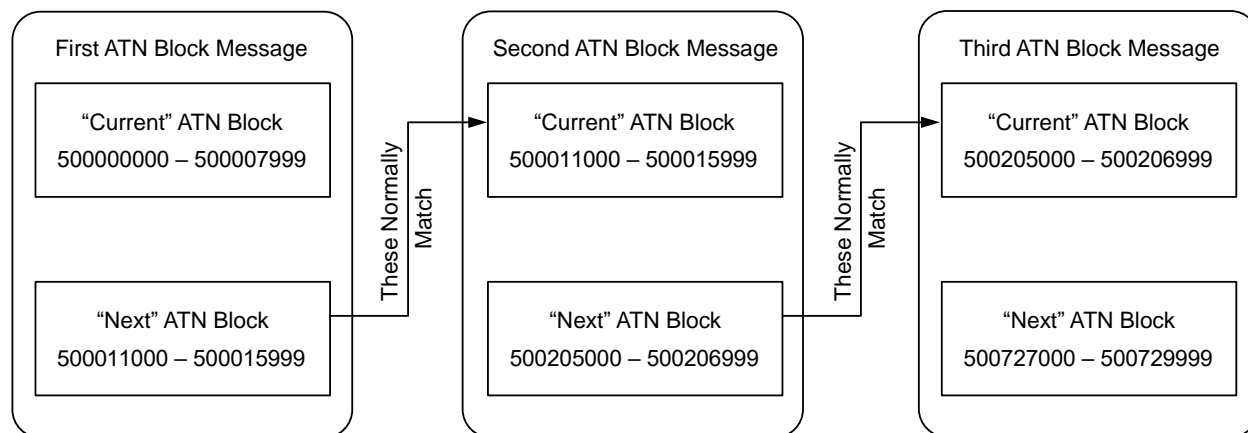 First ATN Block Message
“Current” ATN Block
500000000 – 500007999
“Next” ATN Block
500011000 – 500015999
These Normally
Match
Second ATN Block Message
“Current” ATN Block
500011000 – 500015999
“Next” ATN Block
500205000 – 500206999
These Normally
Match
Third ATN Block Message
“Current” ATN Block
500205000 – 500206999
“Next” ATN Block
500727000 – 500729999